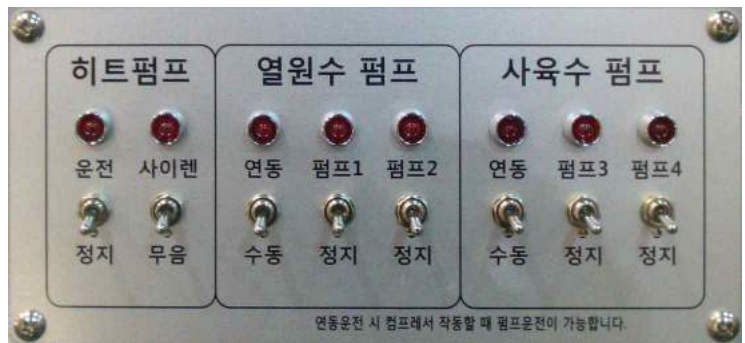 히트펌프 열원수 펌프 사육수 펌프
운전 사이렌 연동 펌프1 펌프2 연동 펌프3 펌프4
정지 무음 수동 정지 정지 수동 정지 정지
연동운전 시 컴프레서 작동할 때 펌프운전이 가능합니다.